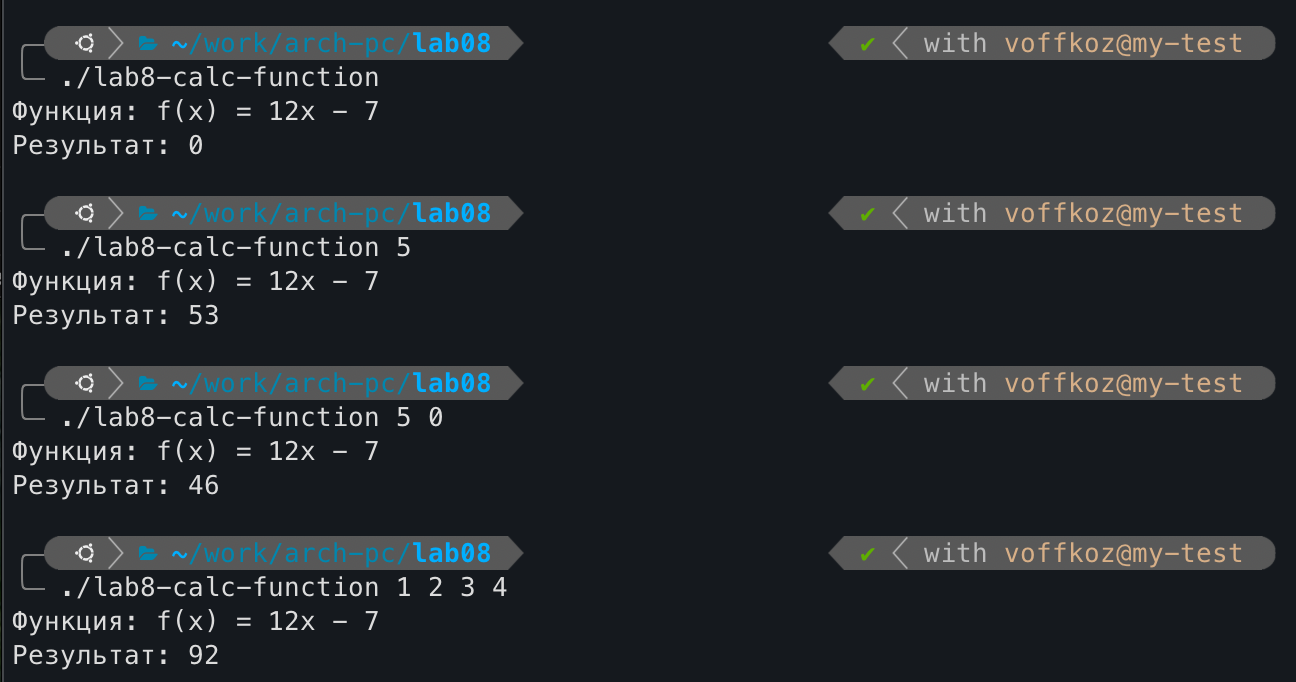 ~/work/arch-pc/lab08 ✔ with voffkoz@my-test
./lab8-calc-function
Функция: f(x) = 12x - 7
Результат: 0
~/work/arch-pc/lab08 ✔ with voffkoz@my-test
./lab8-calc-function 5
Функция: f(x) = 12x - 7
Результат: 53
~/work/arch-pc/lab08 ✔ with voffkoz@my-test
./lab8-calc-function 5 0
Функция: f(x) = 12x - 7
Результат: 46
~/work/arch-pc/lab08 ✔ with voffkoz@my-test
./lab8-calc-function 1 2 3 4
Функция: f(x) = 12x - 7
Результат: 92